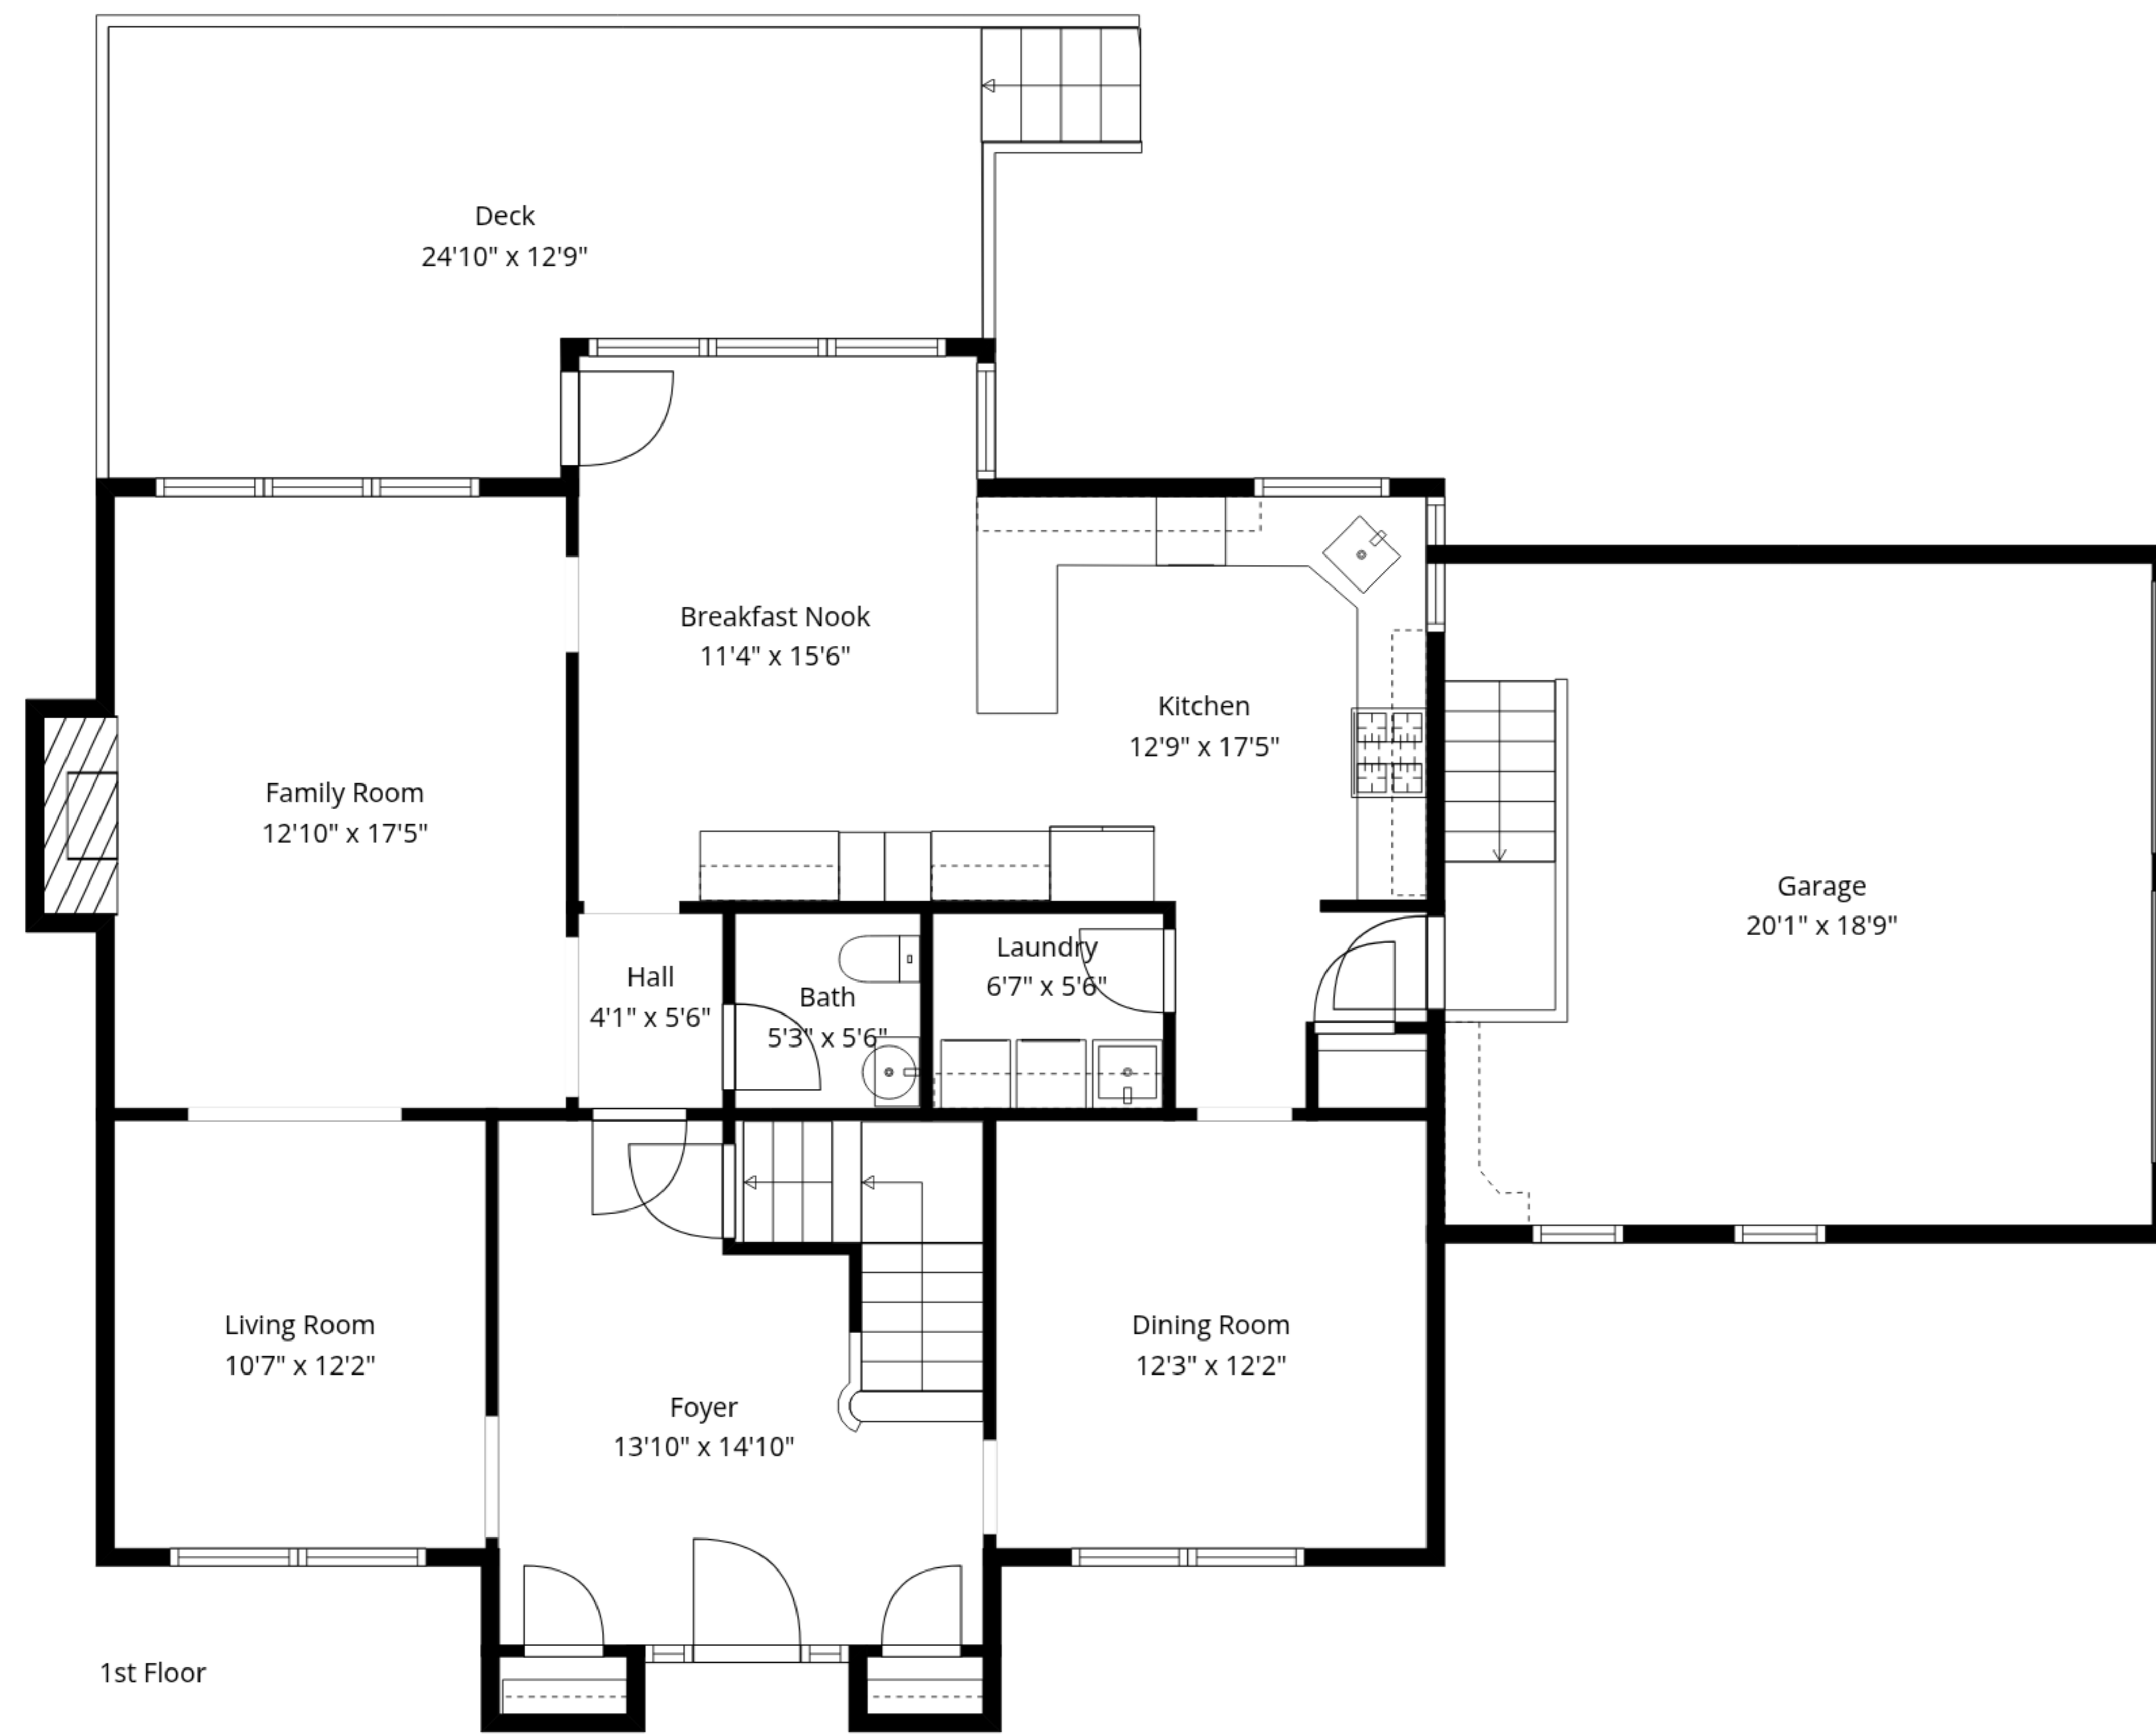 Deck
24'10" x 12'9"
Breakfast Nook
11'4" x 15'6"
Kitchen
12'9" x 17'5"
Family Room
12'10" x 17'5"
Garage
20'1" x 18'9"
Hall
4'1" x 5'6"
Bath
5'3" x 5'6"
Laundry
6'7" x 5'6"
Living Room
10'7" x 12'2"
Foyer
13'10" x 14'10"
Dining Room
12'3" x 12'2"
1st Floor